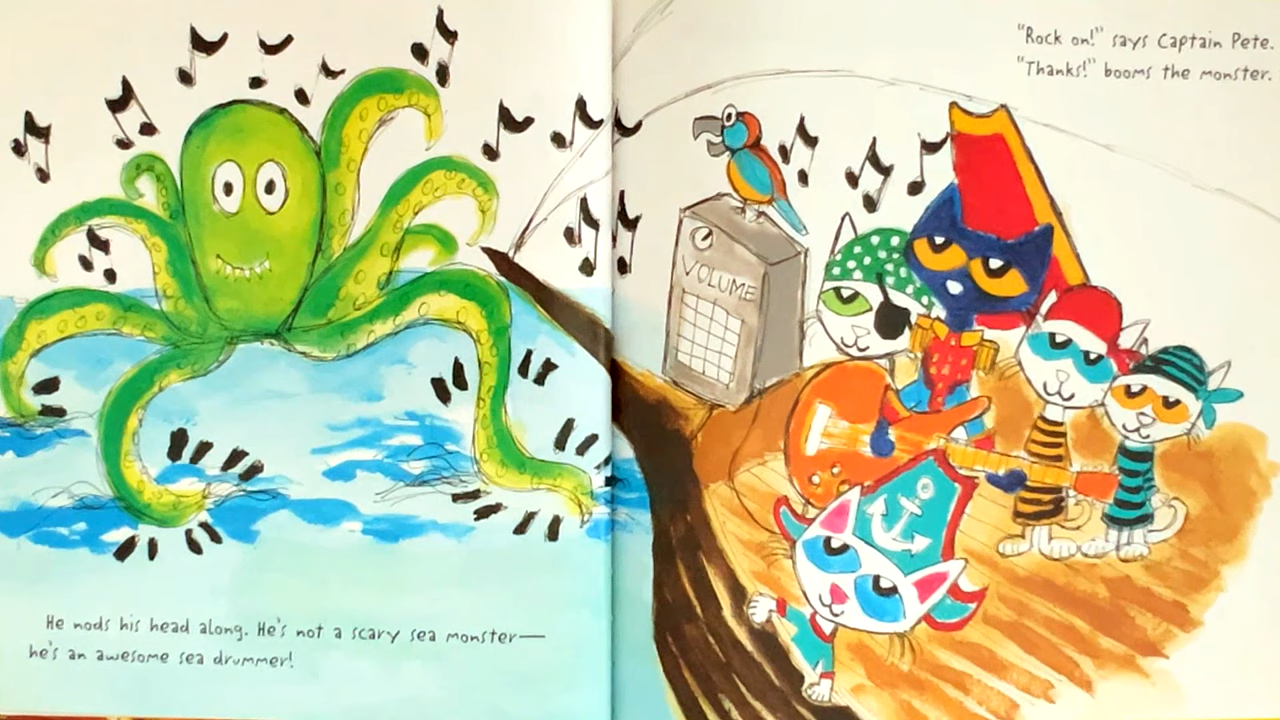 He nods his head along. He's not a scary sea monster—
he's an awesome sea drummer!
"Rock on!" says Captain Pete.
"Thanks!" booms the monster.
VOLUME